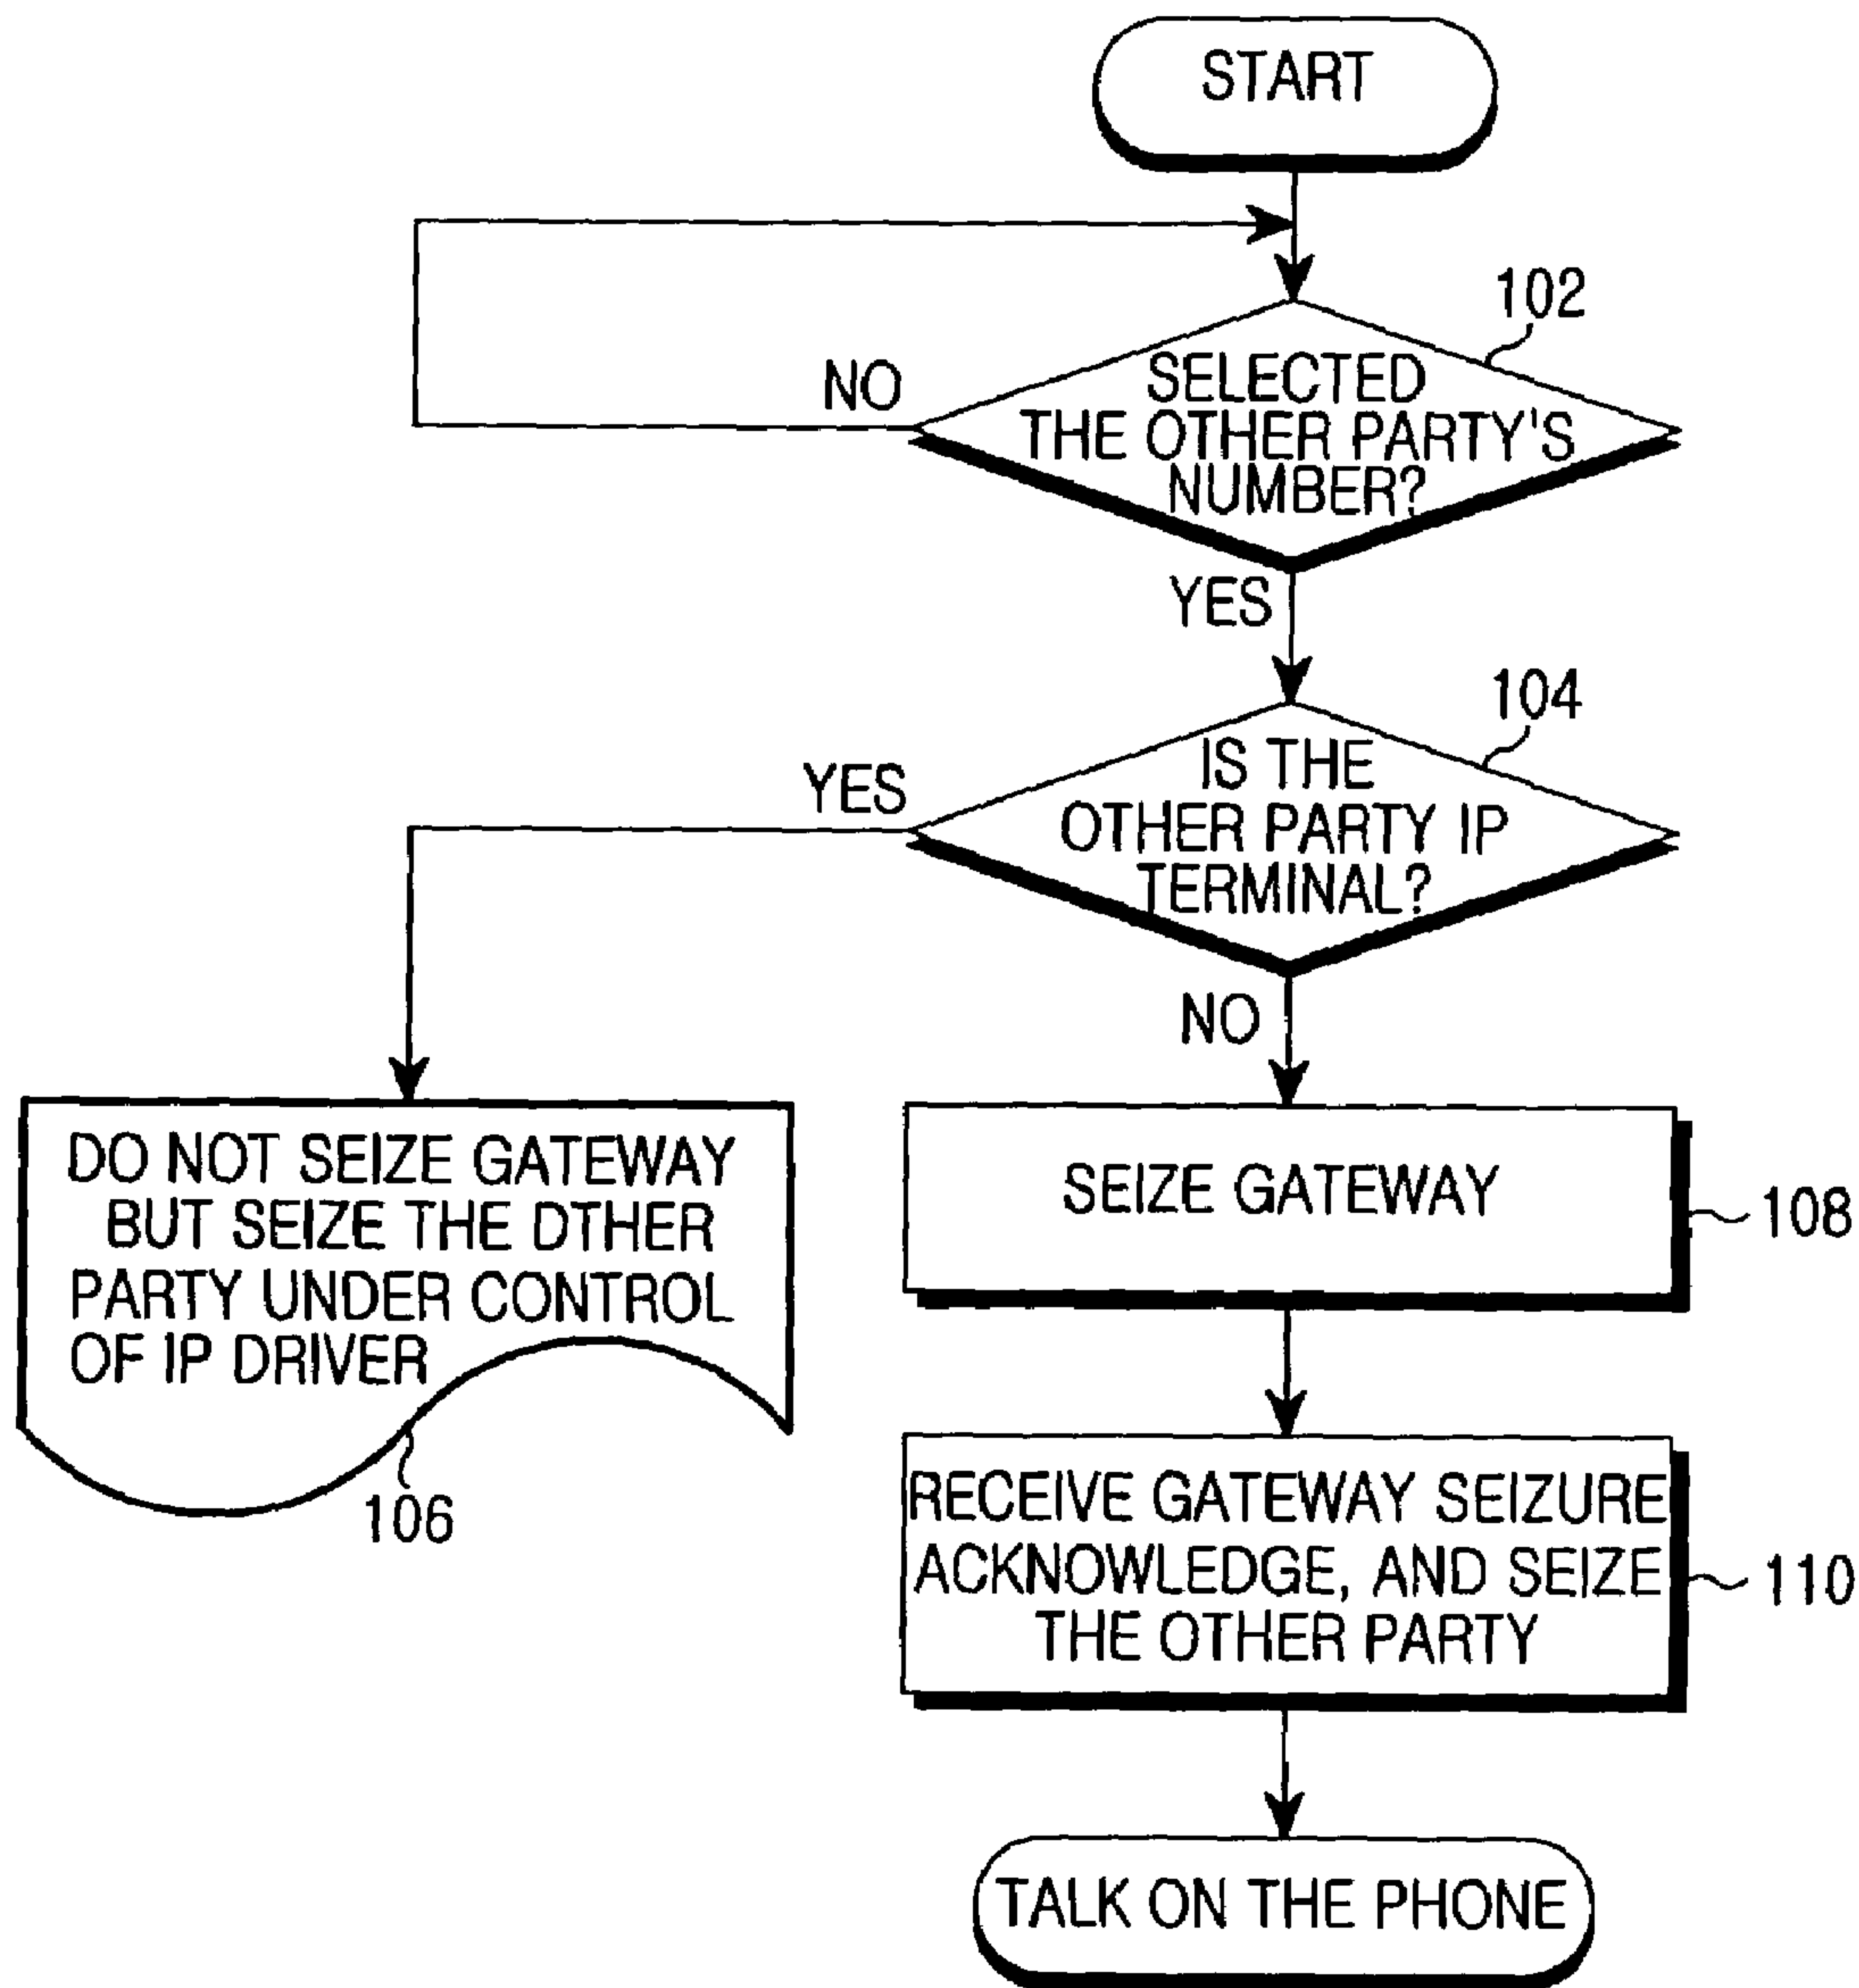 START
102
NO
SELECTED
THE OTHER PARTY'S
NUMBER?
YES
104
YES
IS THE
OTHER PARTY IP
TERMINAL?
NO
DO NOT SEIZE GATEWAY
BUT SEIZE THE DTHER
PARTY UNDER CONTROL
OF IP DRIVER
106
SEIZE GATEWAY
108
RECEIVE GATEWAY SEIZURE
ACKNOWLEDGE, AND SEIZE
THE OTHER PARTY
110
TALK ON THE PHONE